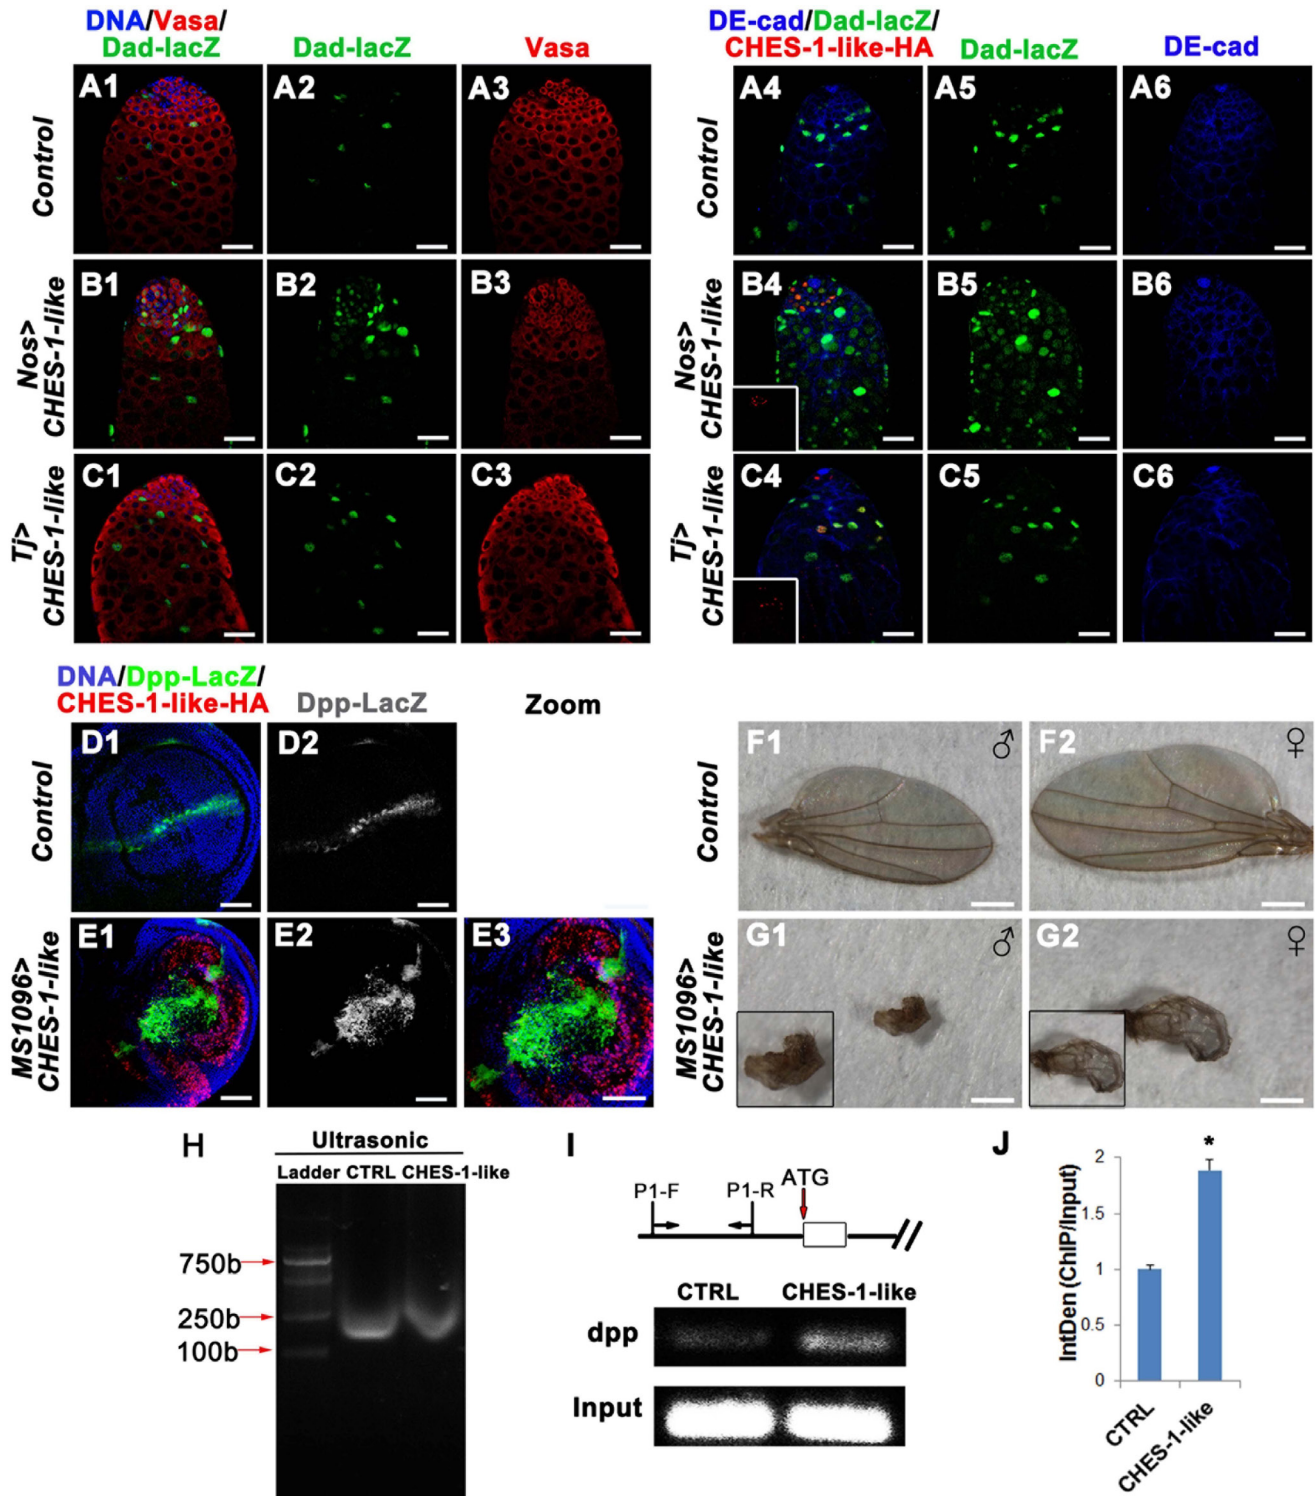 DNA/Vasa/
Dad-lacZ
Dad-lacZ
Vasa
DE-cad/Dad-lacZ/
CHES-1-like-HA
Dad-lacZ
DE-cad
Control
A1
A2
A3
Control
A4
A5
A6
Nos>
CHES-1-like
B1
B2
B3
Nos>
CHES-1-like
B4
B5
B6
Tj>
CHES-1-like
C1
C2
C3
Tj>
CHES-1-like
C4
C5
C6
DNA/Dpp-LacZ/
CHES-1-like-HA
Dpp-LacZ
Zoom
Control
D1
D2
Control
F1
♂
F2
♀
MS1096>
CHES-1-like
E1
E2
E3
MS1096>
CHES-1-like
G1
♂
G2
♀
H
Ultrasonic
Ladder CTRL CHES-1-like
750b
250b
100b
I
P1-F
P1-R
ATG
CTRL
CHES-1-like
dpp
Input
J
*
IntDen (ChIP/Input)
2
1.5
1
0.5
0
CTRL
CHES-1-like